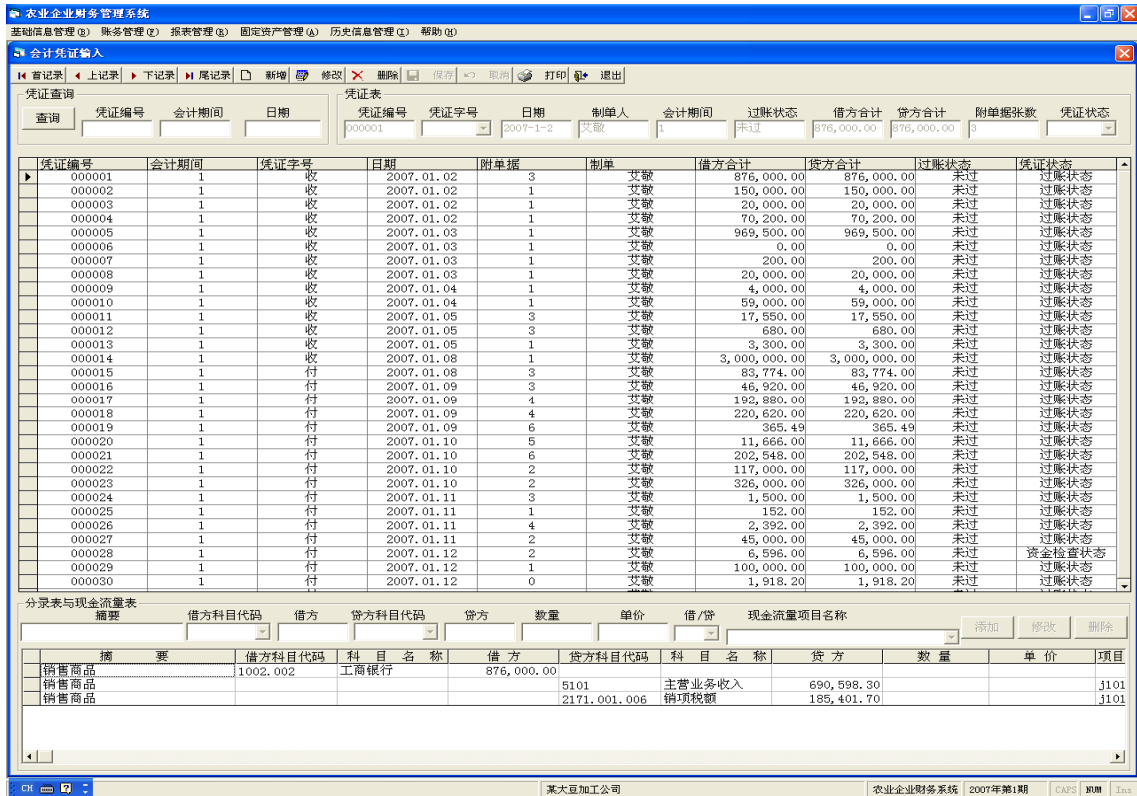 农业企业财务管理系统
基础信息管理(B) 账务管理(F) 报表管理(R) 固定资产管理(A) 历史信息管理(I) 帮助(H)
会计凭证输入
首记录 上记录 下记录 尾记录 新增 修改 删除 保存 取消 打印 退出
凭证查询 凭证表
凭证编号 会计期间 日期 凭证编号 凭证字号 日期 制单人 会计期间 过账状态 借方合计 贷方合计 附单据张数 凭证状态
查询 000001 2007-1-2 艾敬 1 未过 876,000.00 876,000.00 3
凭证编号 会计期间 凭证字号 日期 附单据 制单 借方合计 贷方合计 过账状态 凭证状态
000001 1 收 2007.01.02 3 艾敬 876,000.00 876,000.00 未过 过账状态
000002 1 收 2007.01.02 1 艾敬 150,000.00 150,000.00 未过 过账状态
000003 1 收 2007.01.02 1 艾敬 20,000.00 20,000.00 未过 过账状态
000004 1 收 2007.01.02 1 艾敬 70,200.00 70,200.00 未过 过账状态
000005 1 收 2007.01.03 1 艾敬 969,500.00 969,500.00 未过 过账状态
000006 1 收 2007.01.03 1 艾敬 0.00 0.00 未过 过账状态
000007 1 收 2007.01.03 1 艾敬 200.00 200.00 未过 过账状态
000008 1 收 2007.01.03 1 艾敬 20,000.00 20,000.00 未过 过账状态
000009 1 收 2007.01.04 1 艾敬 4,000.00 4,000.00 未过 过账状态
000010 1 收 2007.01.04 1 艾敬 59,000.00 59,000.00 未过 过账状态
000011 1 收 2007.01.05 3 艾敬 17,550.00 17,550.00 未过 过账状态
000012 1 收 2007.01.05 3 艾敬 680.00 680.00 未过 过账状态
000013 1 收 2007.01.05 1 艾敬 3,300.00 3,300.00 未过 过账状态
000014 1 收 2007.01.08 1 艾敬 3,000,000.00 3,000,000.00 未过 过账状态
000015 1 付 2007.01.08 3 艾敬 83,774.00 83,774.00 未过 过账状态
000016 1 付 2007.01.09 3 艾敬 46,920.00 46,920.00 未过 过账状态
000017 1 付 2007.01.09 4 艾敬 192,880.00 192,880.00 未过 过账状态
000018 1 付 2007.01.09 4 艾敬 220,620.00 220,620.00 未过 过账状态
000019 1 付 2007.01.09 6 艾敬 365.49 365.49 未过 过账状态
000020 1 付 2007.01.10 5 艾敬 11,666.00 11,666.00 未过 过账状态
000021 1 付 2007.01.10 6 艾敬 202,548.00 202,548.00 未过 过账状态
000022 1 付 2007.01.10 2 艾敬 117,000.00 117,000.00 未过 过账状态
000023 1 付 2007.01.10 2 艾敬 326,000.00 326,000.00 未过 过账状态
000024 1 付 2007.01.11 3 艾敬 1,500.00 1,500.00 未过 过账状态
000025 1 付 2007.01.11 1 艾敬 152.00 152.00 未过 过账状态
000026 1 付 2007.01.11 4 艾敬 2,392.00 2,392.00 未过 过账状态
000027 1 付 2007.01.11 2 艾敬 45,000.00 45,000.00 未过 过账状态
000028 1 付 2007.01.12 2 艾敬 6,596.00 6,596.00 未过 资金检查状态
000029 1 付 2007.01.12 1 艾敬 100,000.00 100,000.00 未过 过账状态
000030 1 付 2007.01.12 0 艾敬 1,918.20 1,918.20 未过 过账状态
分录表与现金流量表
摘要 借方科目代码 借方 贷方科目代码 贷方 数量 单价 借/贷 现金流量项目名称
添加 修改 删除
摘 要 借方科目代码 科 目 名 称 借 方 贷方科目代码 科 目 名 称 贷 方 数 量 单 价 项目
销售商品 1002.002 工商银行 876,000.00
销售商品 5101 主营业务收入 690,598.30 j101
销售商品 2171.001.006 销项税额 185,401.70 j101
CH 某大豆加工公司 农业企业财务系统 2007年第1期 CAPS NUM Ins